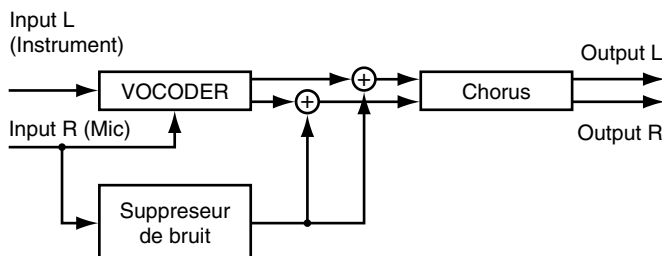 Input L
(Instrument)
Output L
VOCODER
+
Chorus
+
Input R (Mic)
Output R
Suppreseur
de bruit